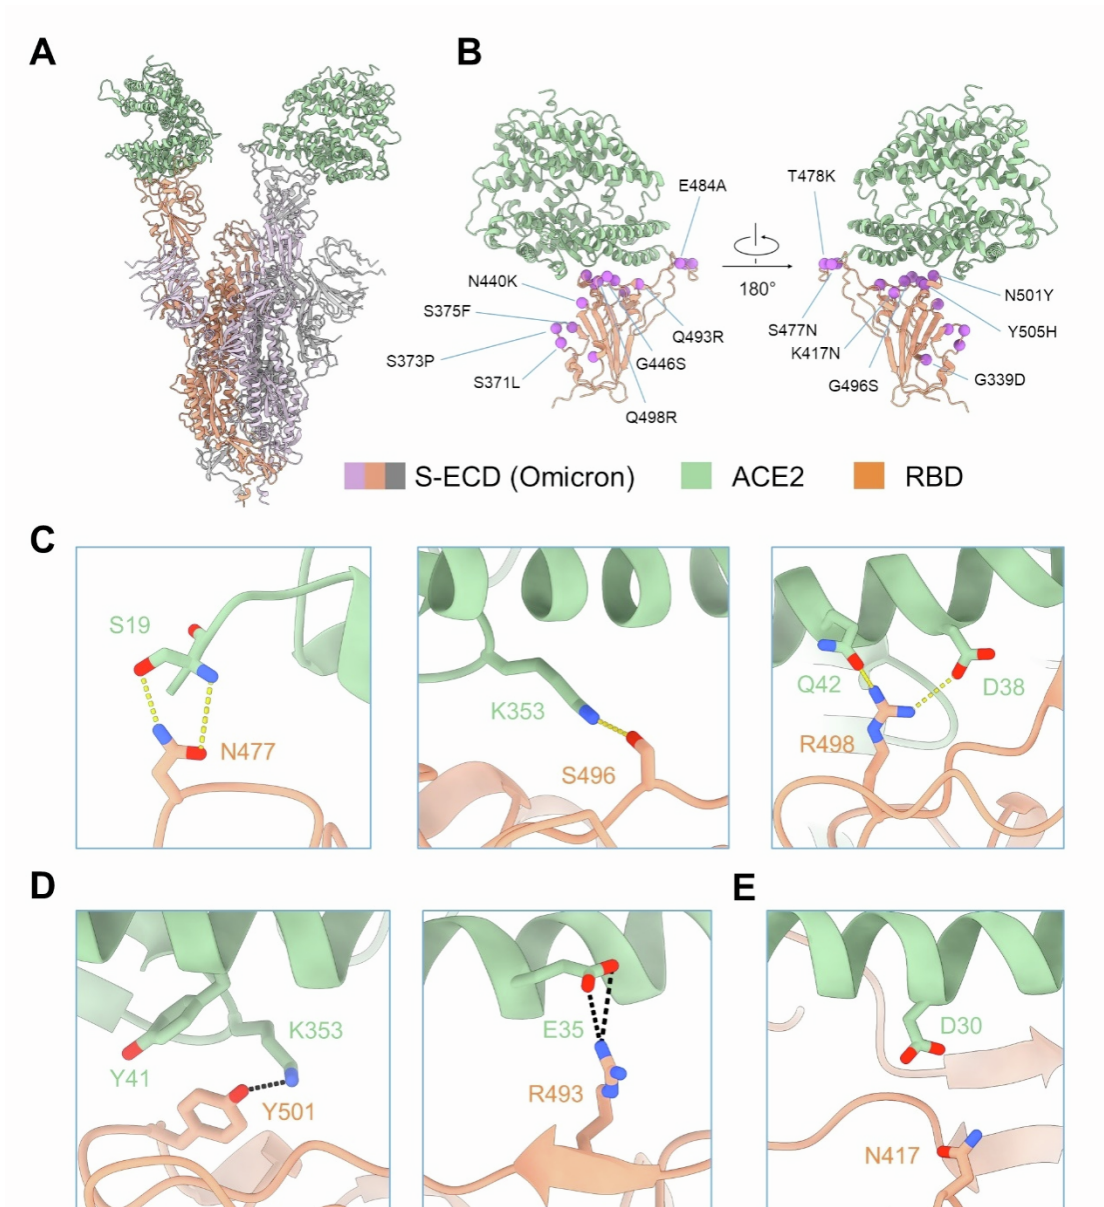 A
B
E484A
T478K
N440K
S375F
S373P
S371L
Q493R
G446S
Q498R
180°
S477N
K417N
G496S
N501Y
Y505H
G339D
S-ECD (Omicron)
ACE2
RBD
C
S19
N477
K353
S496
Q42
D38
R498
D
E
K353
Y41
Y501
E35
R493
D30
N417